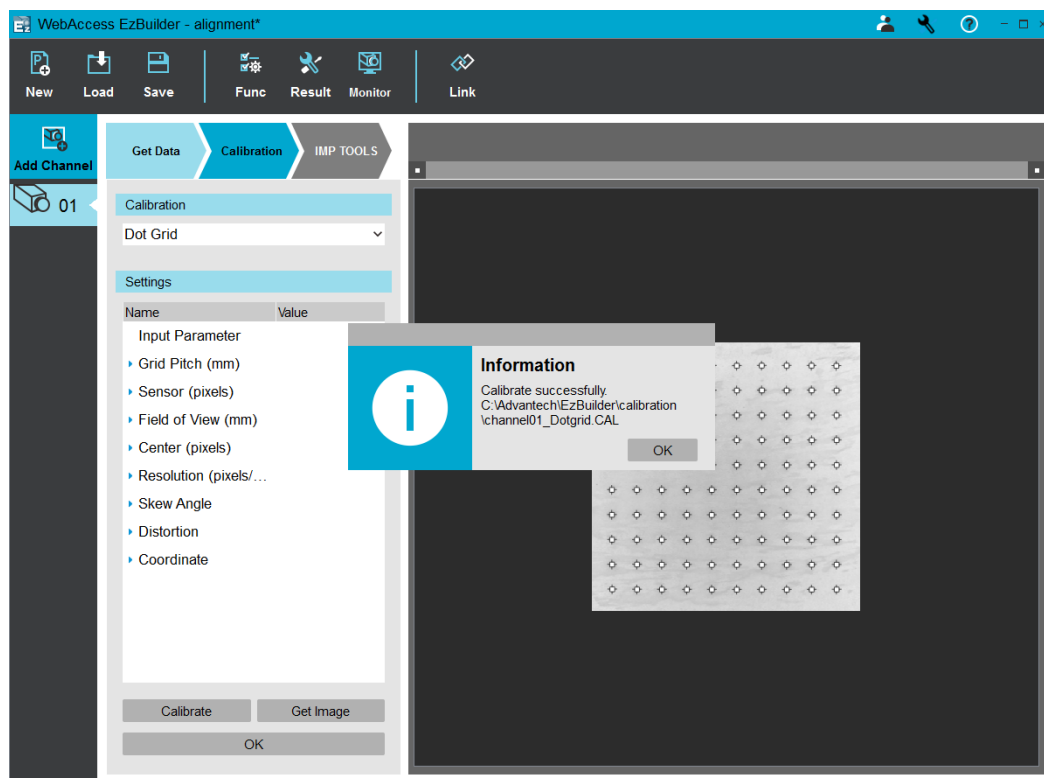 WebAccess EzBuilder - alignment*
New Load Save Func Result Monitor Link
Add Channel
01
Get Data Calibration IMP TOOLS
Calibration
Dot Grid
Settings
Name Value
Input Parameter
Grid Pitch (mm)
Sensor (pixels)
Field of View (mm)
Center (pixels)
Resolution (pixels/...
Skew Angle
Distortion
Coordinate
Calibrate Get Image
OK
Information
Calibrate successfully.
C:\Advantech\EzBuilder\calibration
\channel01_Dotgrid.CAL
OK